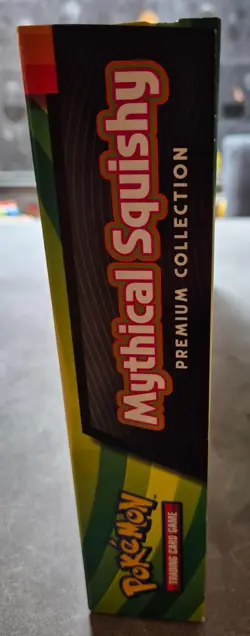 Mythical Squishy
PREMIUM COLLECTION
POKéMON
TRADING CARD GAME